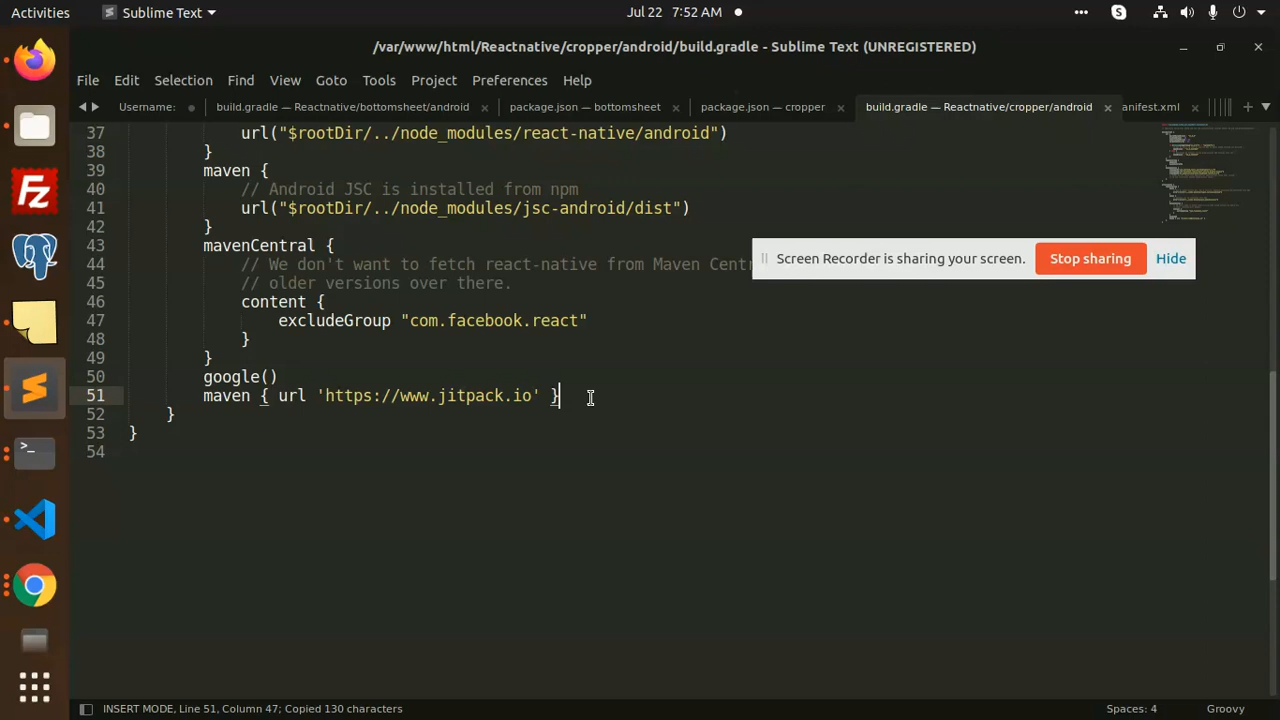 Activities Sublime Text Jul 22 7:52 AM
/var/www/html/Reactnative/cropper/android/build.gradle - Sublime Text (UNREGISTERED)
File Edit Selection Find View Goto Tools Project Preferences Help
Username: build.gradle — Reactnative/bottomsheet/android package.json — bottomsheet package.json — cropper build.gradle — Reactnative/cropper/android anifest.xml
37 url("$rootDir/../node_modules/react-native/android")
38 }
39 maven {
40 // Android JSC is installed from npm
41 url("$rootDir/../node_modules/jsc-android/dist")
42 }
43 mavenCentral {
44 // We don't want to fetch react-native from Maven Centr
45 // older versions over there.
46 content {
47 excludeGroup "com.facebook.react"
48 }
49 }
50 google()
51 maven { url 'https://www.jitpack.io' }
52 }
53 }
54
Screen Recorder is sharing your screen. Stop sharing Hide
INSERT MODE, Line 51, Column 47; Copied 130 characters Spaces: 4 Groovy